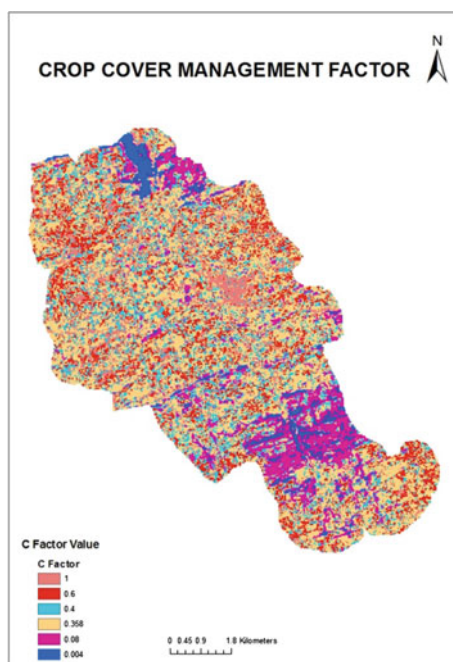 N
CROP COVER MANAGEMENT FACTOR
C Factor Value
C Factor
1
0.6
0.4
0.358
0.08
0.004
0 0.45 0.9 1.8 Kilometers